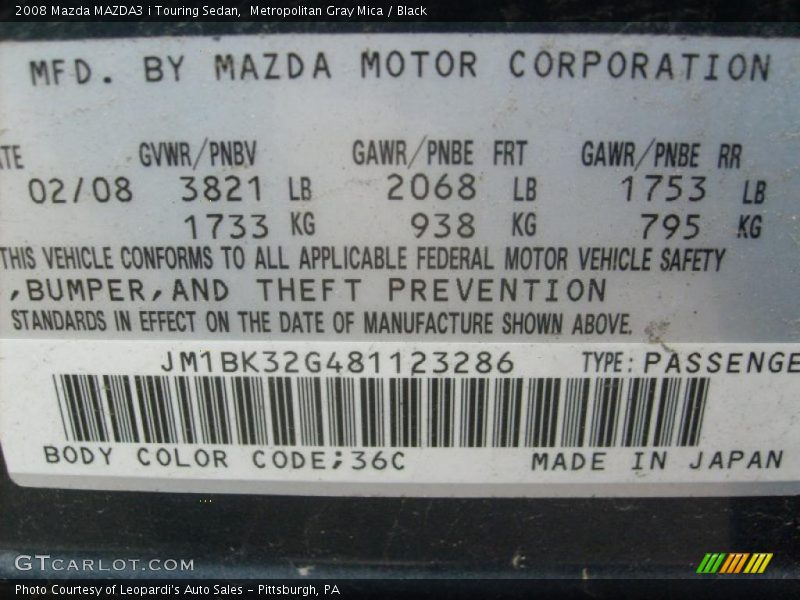 2008 Mazda MAZDA3 i Touring Sedan,  Metropolitan Gray Mica / Black
MFD. BY MAZDA MOTOR CORPORATION
ATE GVWR/PNBV GAWR/PNBE FRT GAWR/PNBE RR
02/08 3821 LB 2068 LB 1753 LB
1733 KG 938 KG 795 KG
THIS VEHICLE CONFORMS TO ALL APPLICABLE FEDERAL MOTOR VEHICLE SAFETY
,BUMPER,AND THEFT PREVENTION
STANDARDS IN EFFECT ON THE DATE OF MANUFACTURE SHOWN ABOVE.
JM1BK32G481123286 TYPE: PASSENGE
BODY COLOR CODE;36C MADE IN JAPAN
GTCARLOT.COM
Photo Courtesy of Leopardi's Auto Sales - Pittsburgh, PA